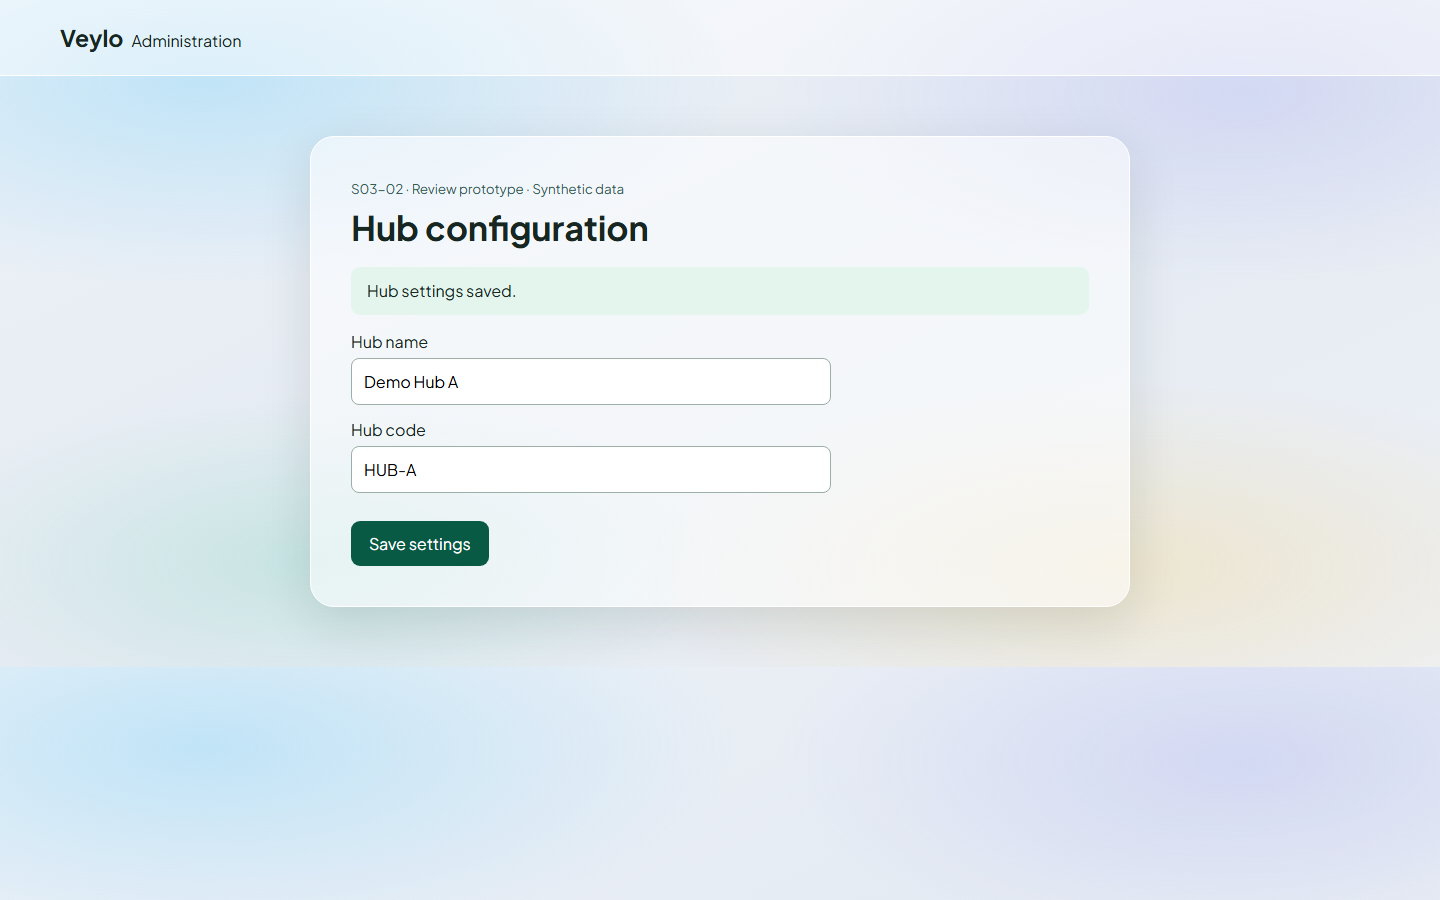 Veylo Administration
S03-02 · Review prototype · Synthetic data
Hub configuration
Hub settings saved.
Hub name
Demo Hub A
Hub code
HUB-A
Save settings